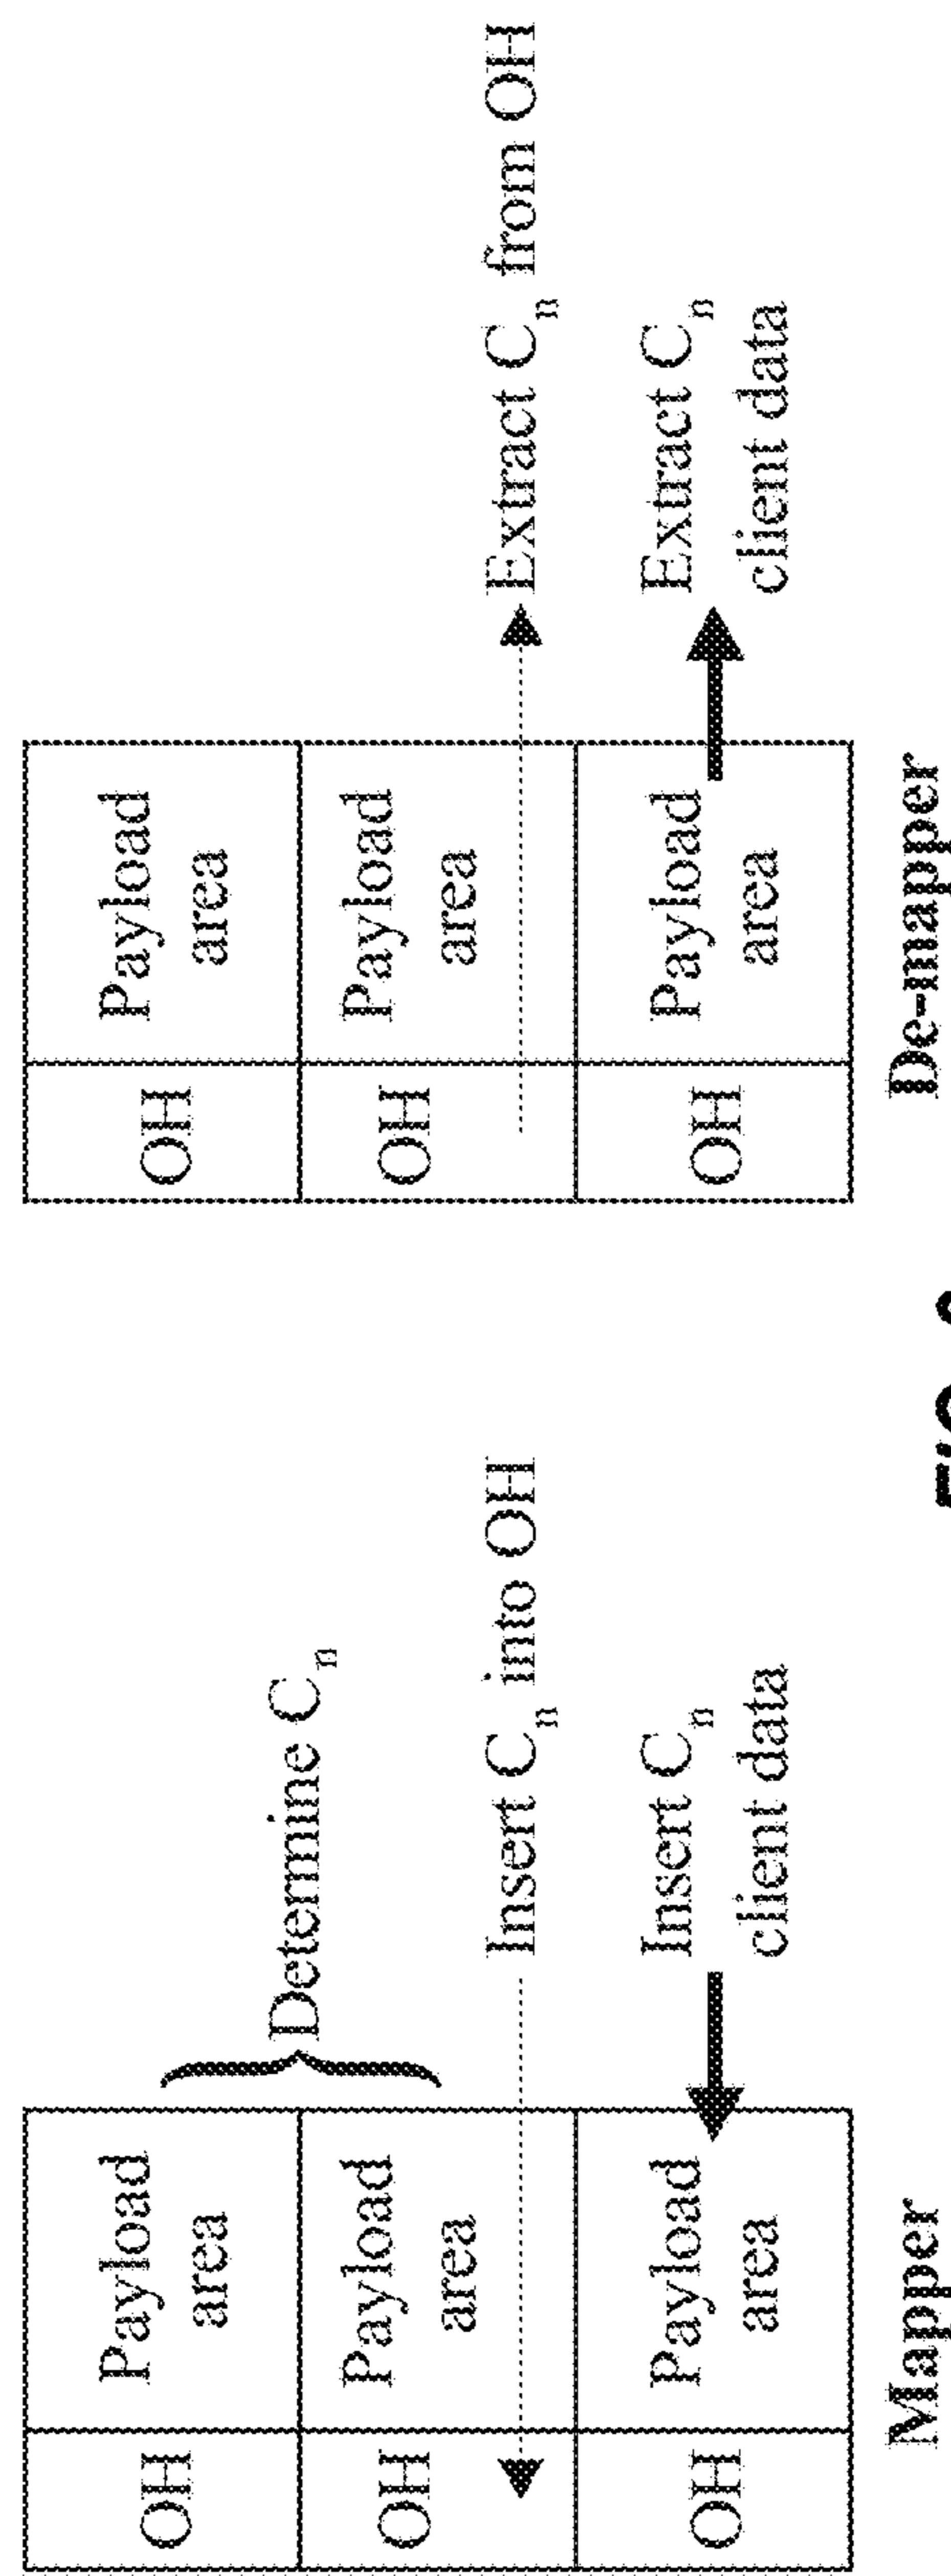 OH
Payload
area
OH
Payload
area
OH
Payload
area
Determine Cn
Insert Cn into OH
Insert Cn
client data
Mapper
OH
Payload
area
OH
Payload
area
OH
Payload
area
Extract Cn from OH
Extract Cn
client data
De-mapper